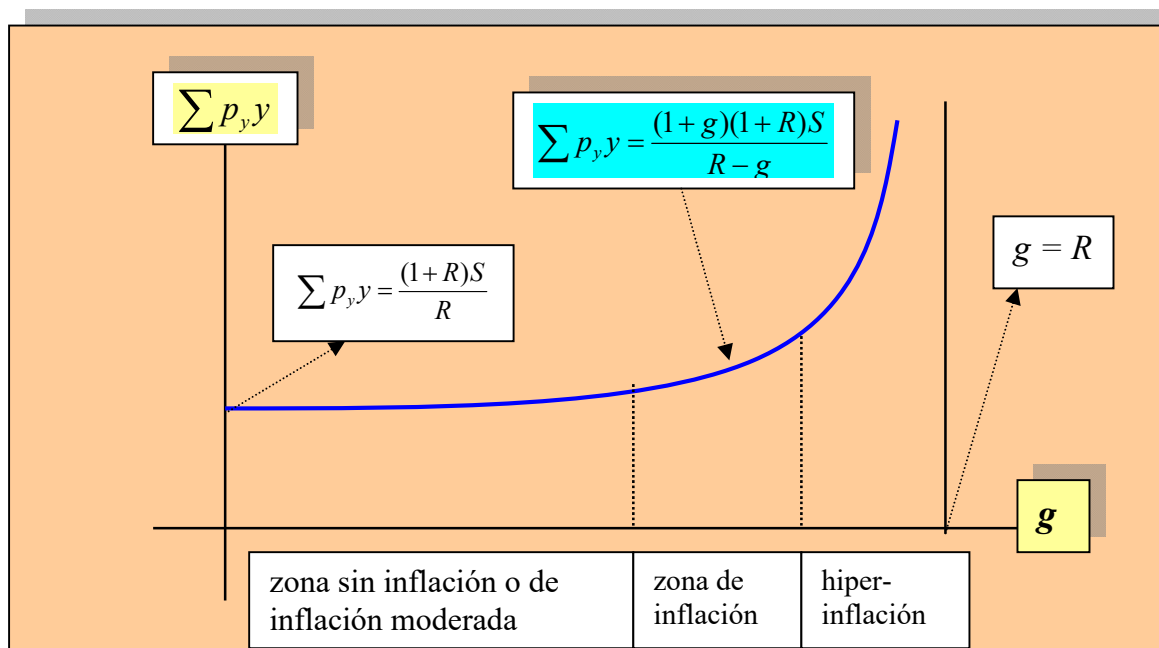 ∑ p_y y
∑ p_y y = (1 + g)(1 + R)S / (R − g)
∑ p_y y = (1 + R)S / R
g = R
g
zona sin inflación o de
inflación moderada
zona de
inflación
hiper-
inflación